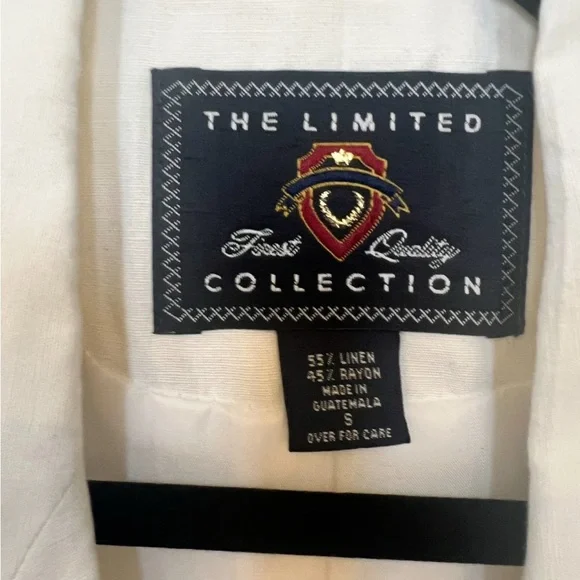 THE LIMITED
Finest Quality
COLLECTION
55% LINEN
45% RAYON
MADE IN
GUATEMALA
S
OVER FOR CARE